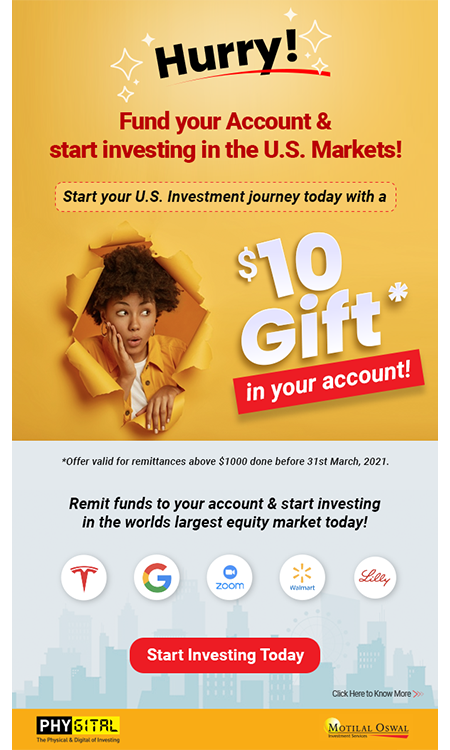 Hurry!
Fund your Account &
start investing in the U.S. Markets!
Start your U.S. Investment journey today with a
$10
Gift*
in your account!
*Offer valid for remittances above $1000 done before 31st March, 2021.
Remit funds to your account & start investing
in the worlds largest equity market today!
zoom
Walmart
Lilly
Start Investing Today
Click Here to Know More
PHYGITAL
The Physical & Digital of Investing
MOTILAL OSWAL
Investment Services